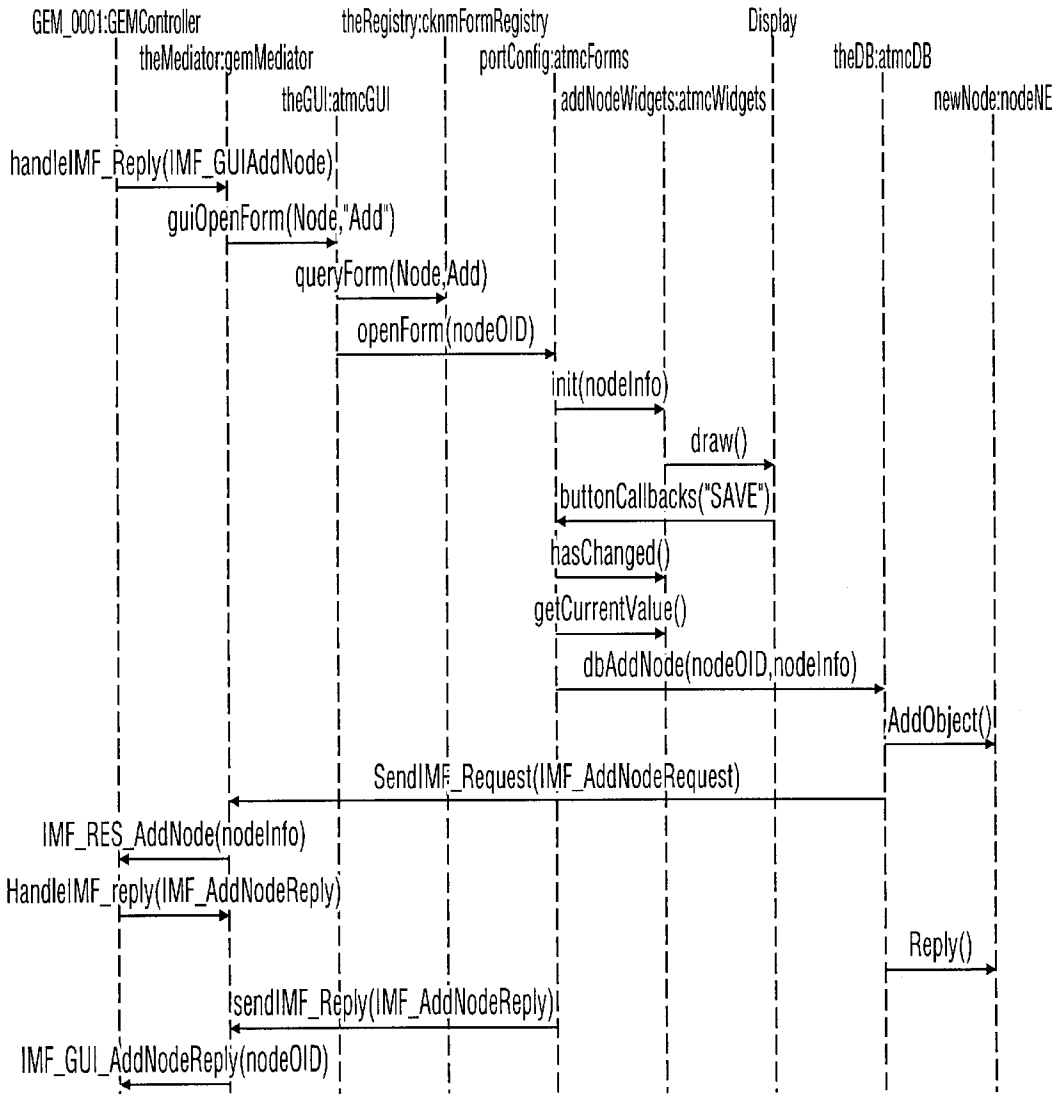 GEM_0001:GEMController
theRegistry:cknmFormRegistry
Display
theMediator:gemMediator
portConfig:atmcForms
theDB:atmcDB
theGUI:atmcGUI
addNodeWidgets:atmcWidgets
newNode:nodeNE
handleIMF_Reply(IMF_GUIAddNode)
guiOpenForm(Node,"Add")
queryForm(Node,Add)
openForm(nodeOID)
init(nodeInfo)
draw()
buttonCallbacks("SAVE")
hasChanged()
getCurrentValue()
dbAddNode(nodeOID,nodeInfo)
AddObject()
SendIMF_Request(IMF_AddNodeRequest)
IMF_RES_AddNode(nodeInfo)
HandleIMF_reply(IMF_AddNodeReply)
Reply()
sendIMF_Reply(IMF_AddNodeReply)
IMF_GUI_AddNodeReply(nodeOID)